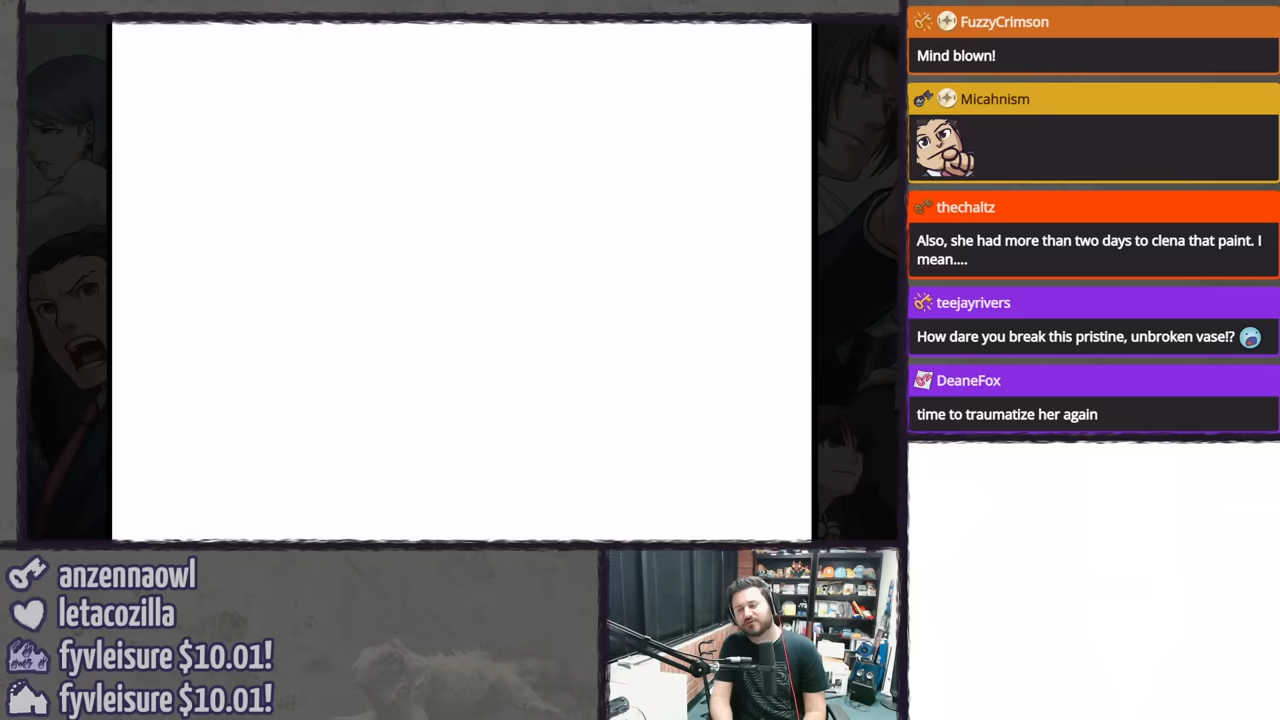 FuzzyCrimson
Mind blown!
Micahnism
thechaltz
Also, she had more than two days to clena that paint. I
mean....
teejayrivers
How dare you break this pristine, unbroken vase!?
DeaneFox
time to traumatize her again
anzennaowl
letacozilla
fyvleisure $10.01!
fyvleisure $10.01!